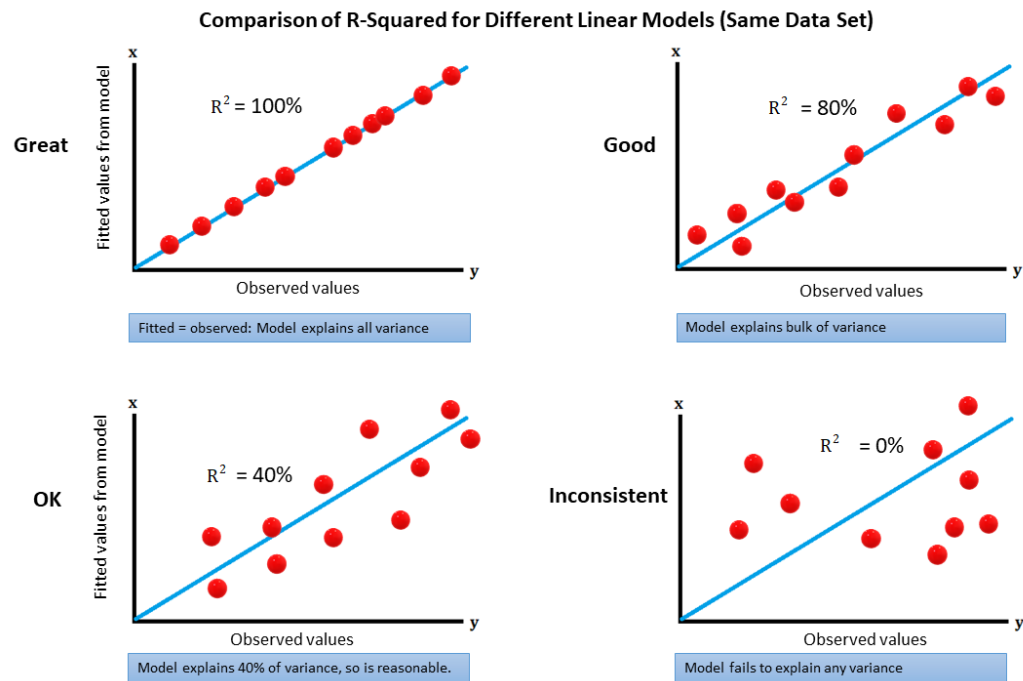 Comparison of R-Squared for Different Linear Models (Same Data Set)
Great
x
Fitted values from model
R² = 100%
y
Observed values
Fitted = observed: Model explains all variance
Good
x
R² = 80%
y
Observed values
Model explains bulk of variance
OK
x
Fitted values from model
R² = 40%
y
Observed values
Model explains 40% of variance, so is reasonable.
Inconsistent
x
R² = 0%
y
Observed values
Model fails to explain any variance